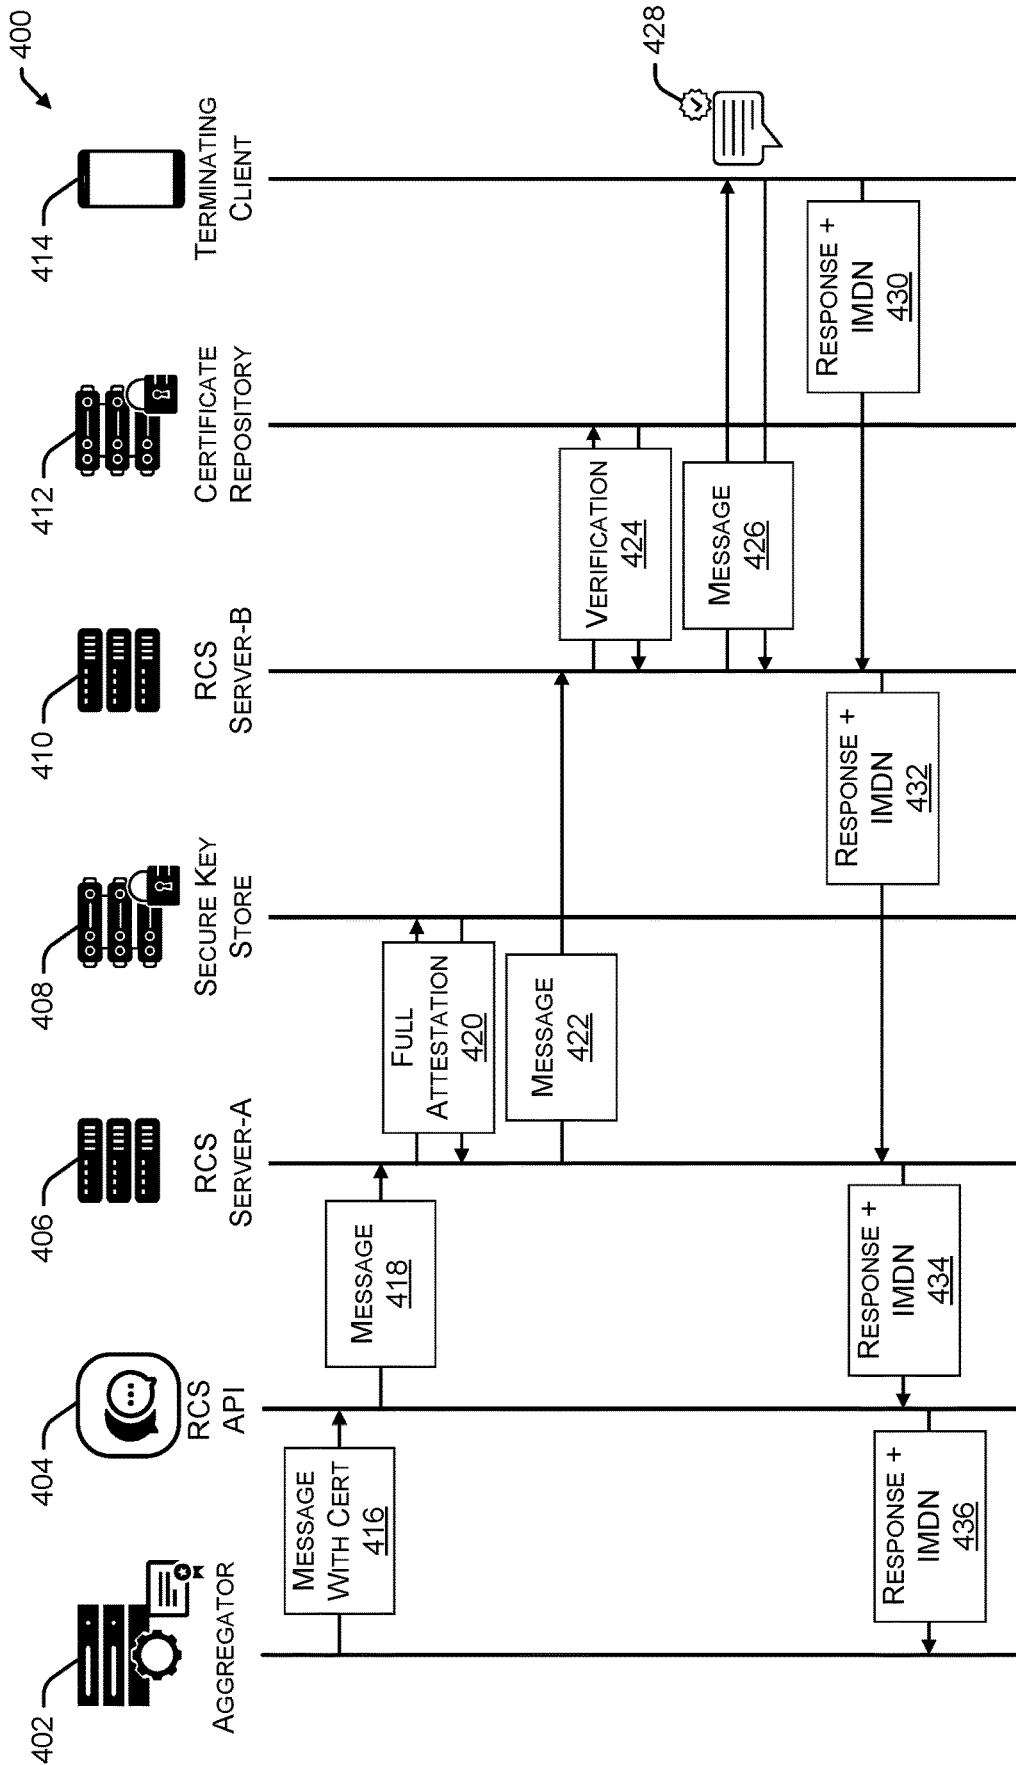 400
402
404
406
408
410
412
414
AGGREGATOR
RCS
API
RCS
SERVER-A
SECURE KEY
STORE
RCS
SERVER-B
CERTIFICATE
REPOSITORY
TERMINATING
CLIENT
MESSAGE
WITH CERT
416
MESSAGE
418
FULL
ATTESTATION
420
MESSAGE
422
VERIFICATION
424
MESSAGE
426
428
RESPONSE +
IMDN
430
RESPONSE +
IMDN
432
RESPONSE +
IMDN
434
RESPONSE +
IMDN
436